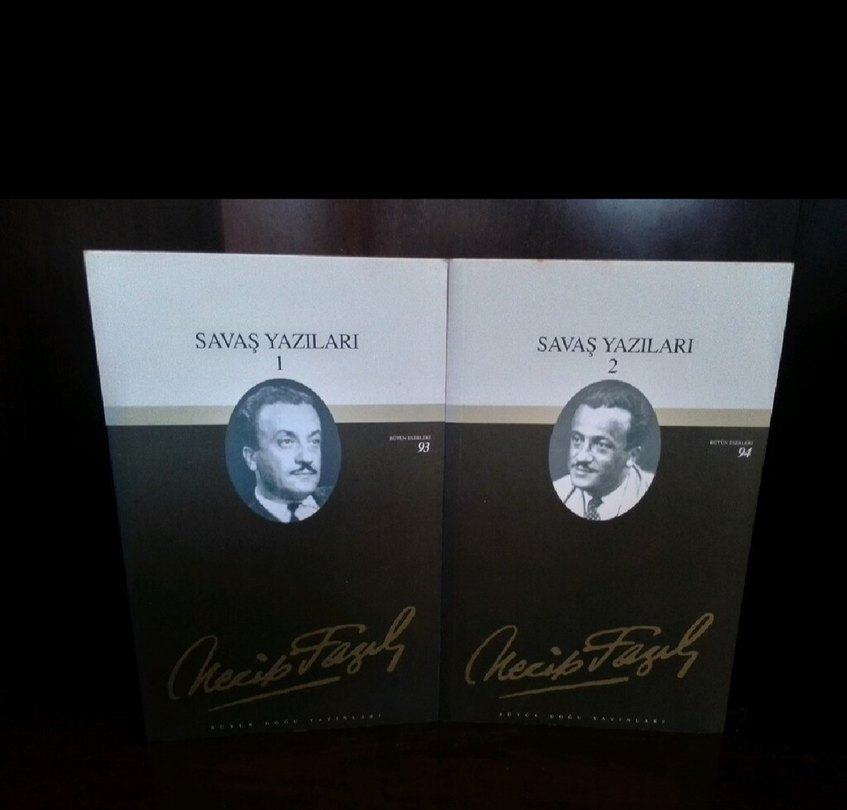 SAVAŞ YAZILARI
1
BÜTÜN ESERLERİ
93
Necip Fazıl
BÜYÜK DOĞU YAYINLARI
SAVAŞ YAZILARI
2
BÜTÜN ESERLERİ
94
Necip Fazıl
BÜYÜK DOĞU YAYINLARI